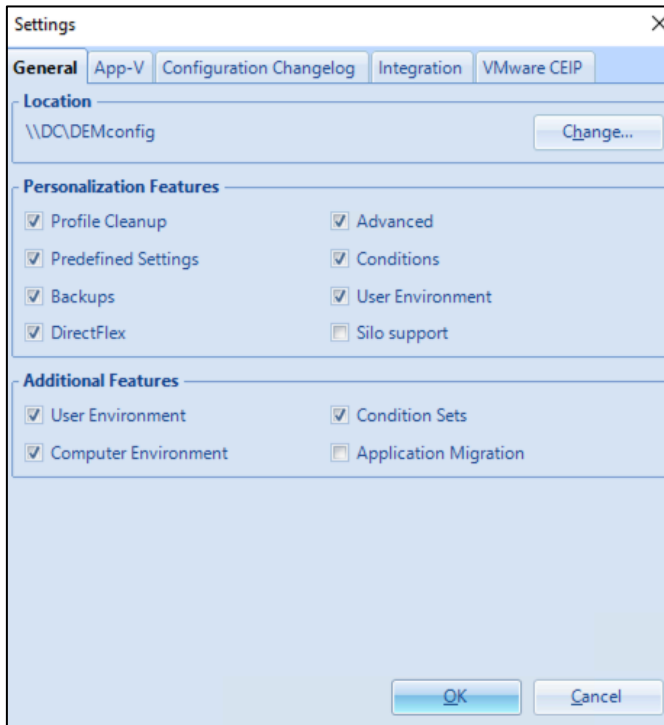 Settings
General App-V Configuration Changelog Integration VMware CEIP
Location
\\DC\DEMconfig Change...
Personalization Features
Profile Cleanup Advanced
Predefined Settings Conditions
Backups User Environment
DirectFlex Silo support
Additional Features
User Environment Condition Sets
Computer Environment Application Migration
OK Cancel